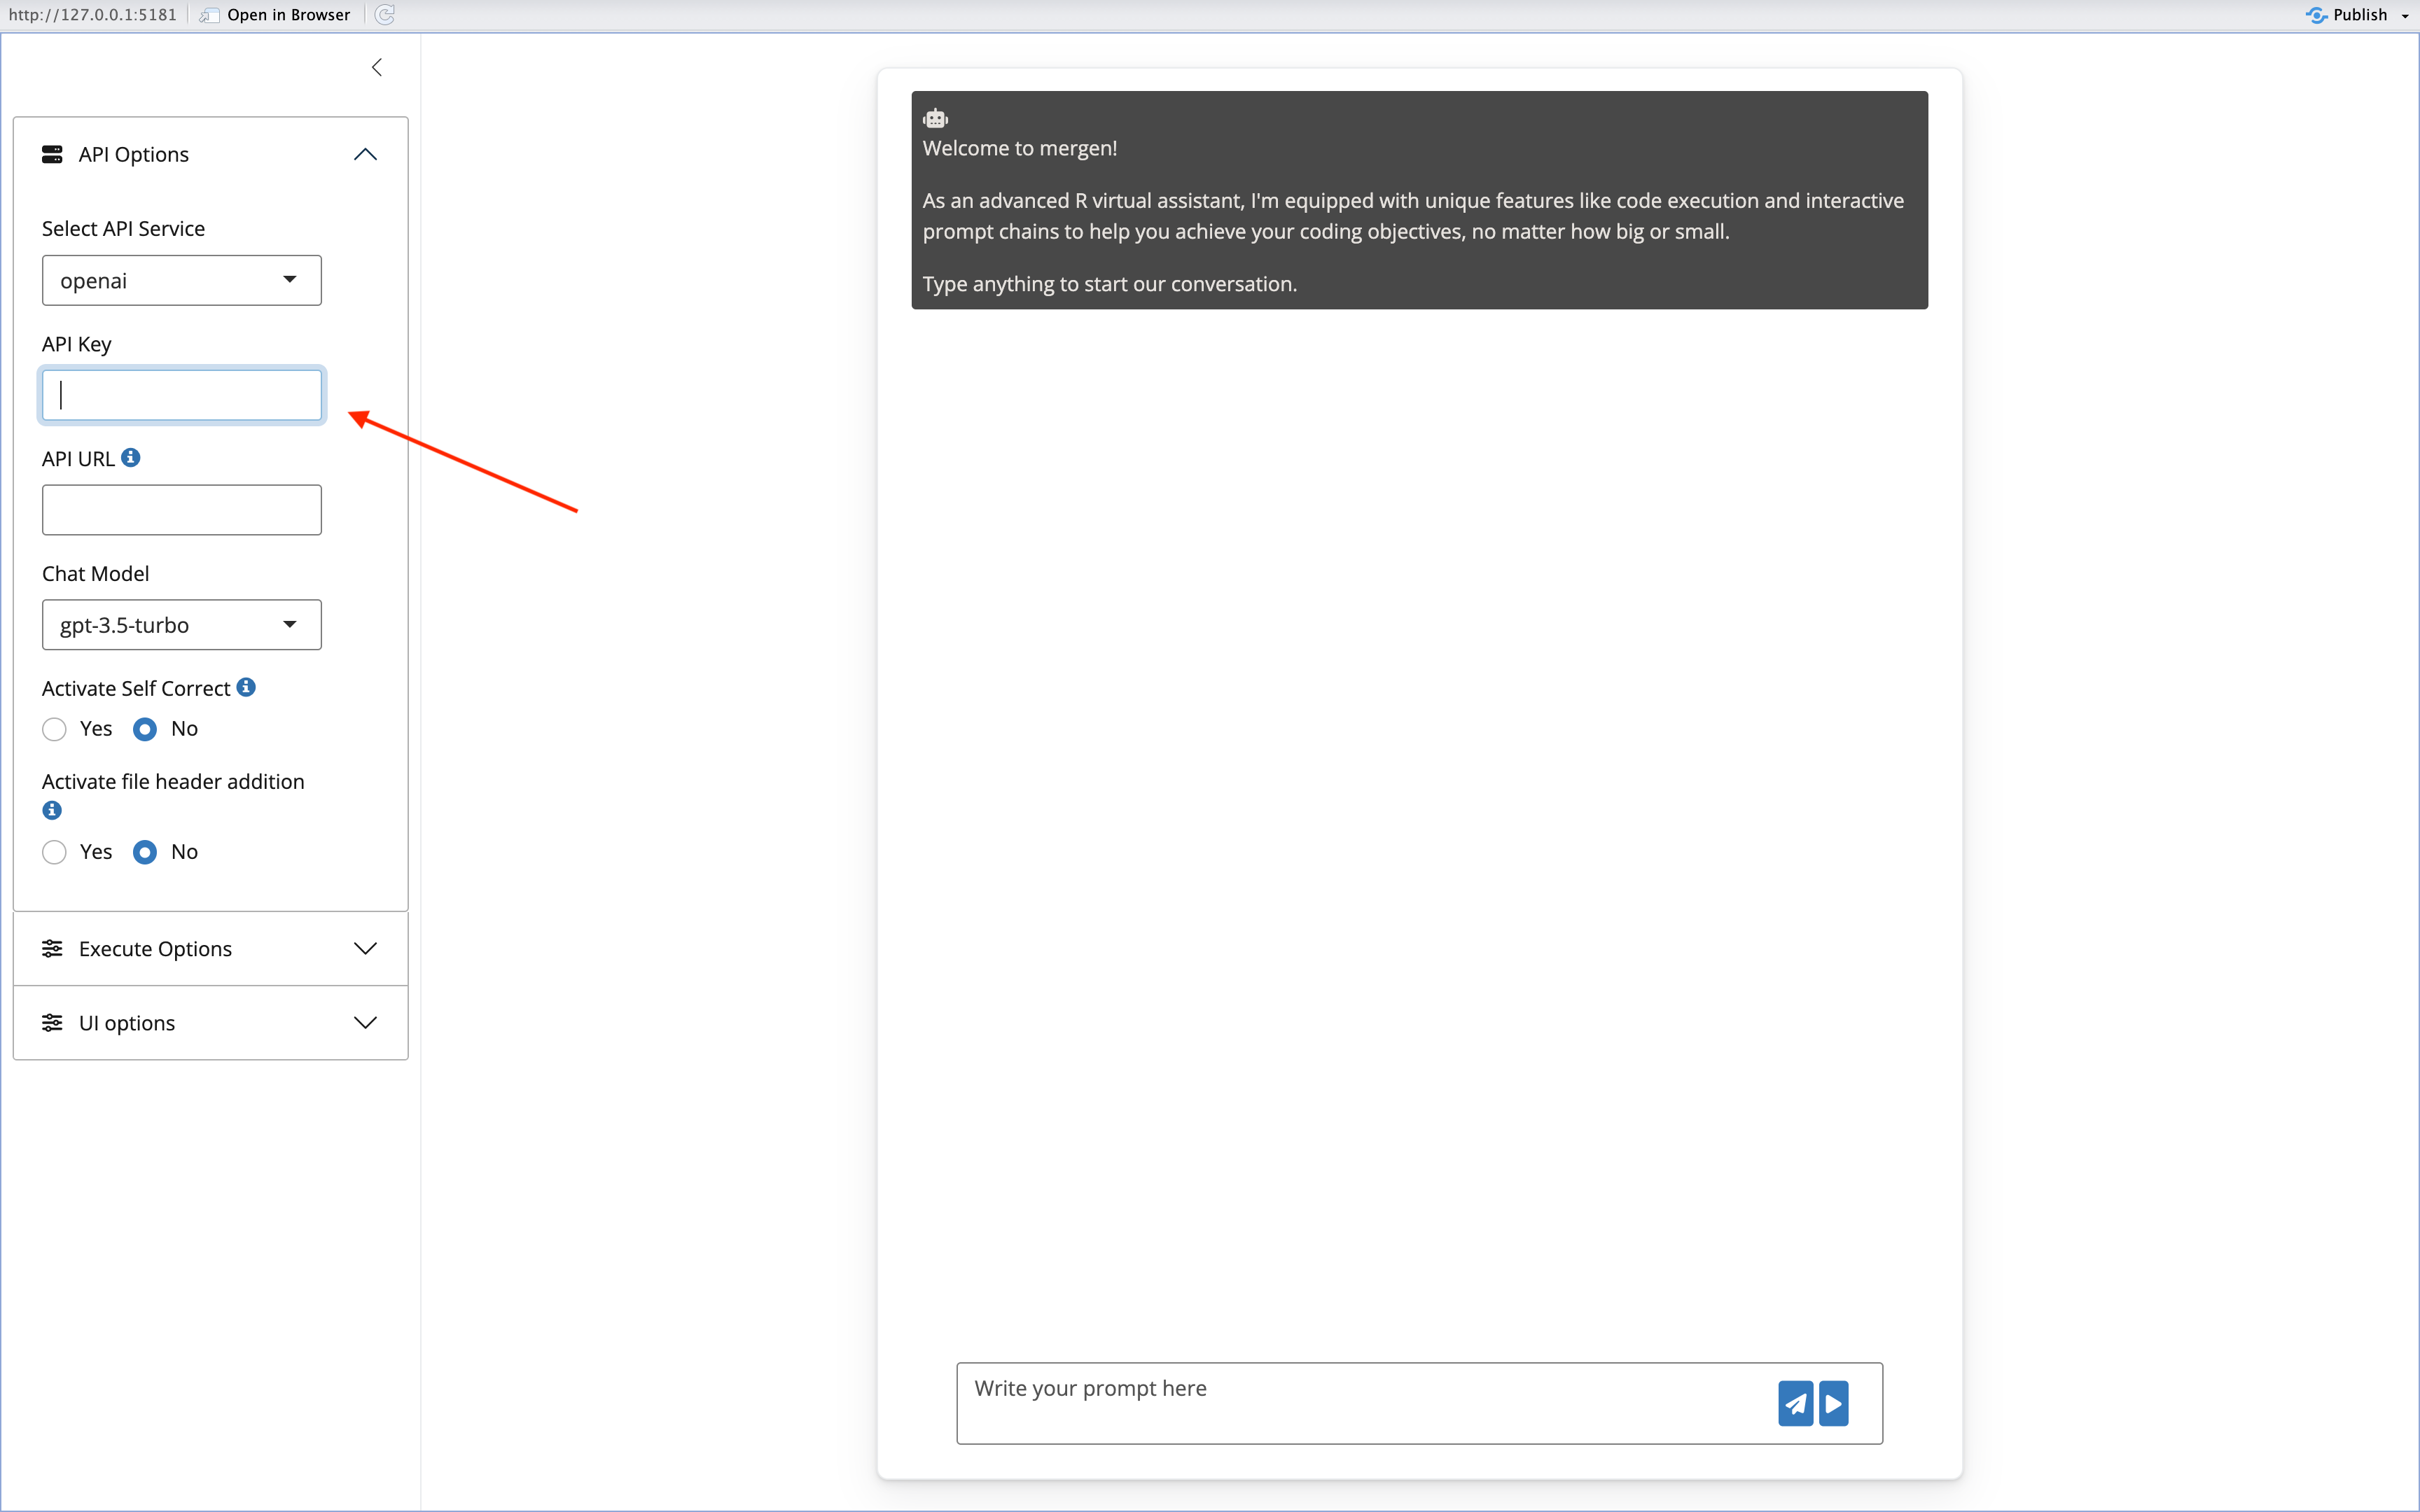 http://127.0.0.1:5181 Open in Browser Publish
API Options
Select API Service
openai
API Key
API URL
Chat Model
gpt-3.5-turbo
Activate Self Correct
Yes No
Activate file header addition
Yes No
Execute Options
UI options
Welcome to mergen!
As an advanced R virtual assistant, I'm equipped with unique features like code execution and interactive
prompt chains to help you achieve your coding objectives, no matter how big or small.
Type anything to start our conversation.
Write your prompt here